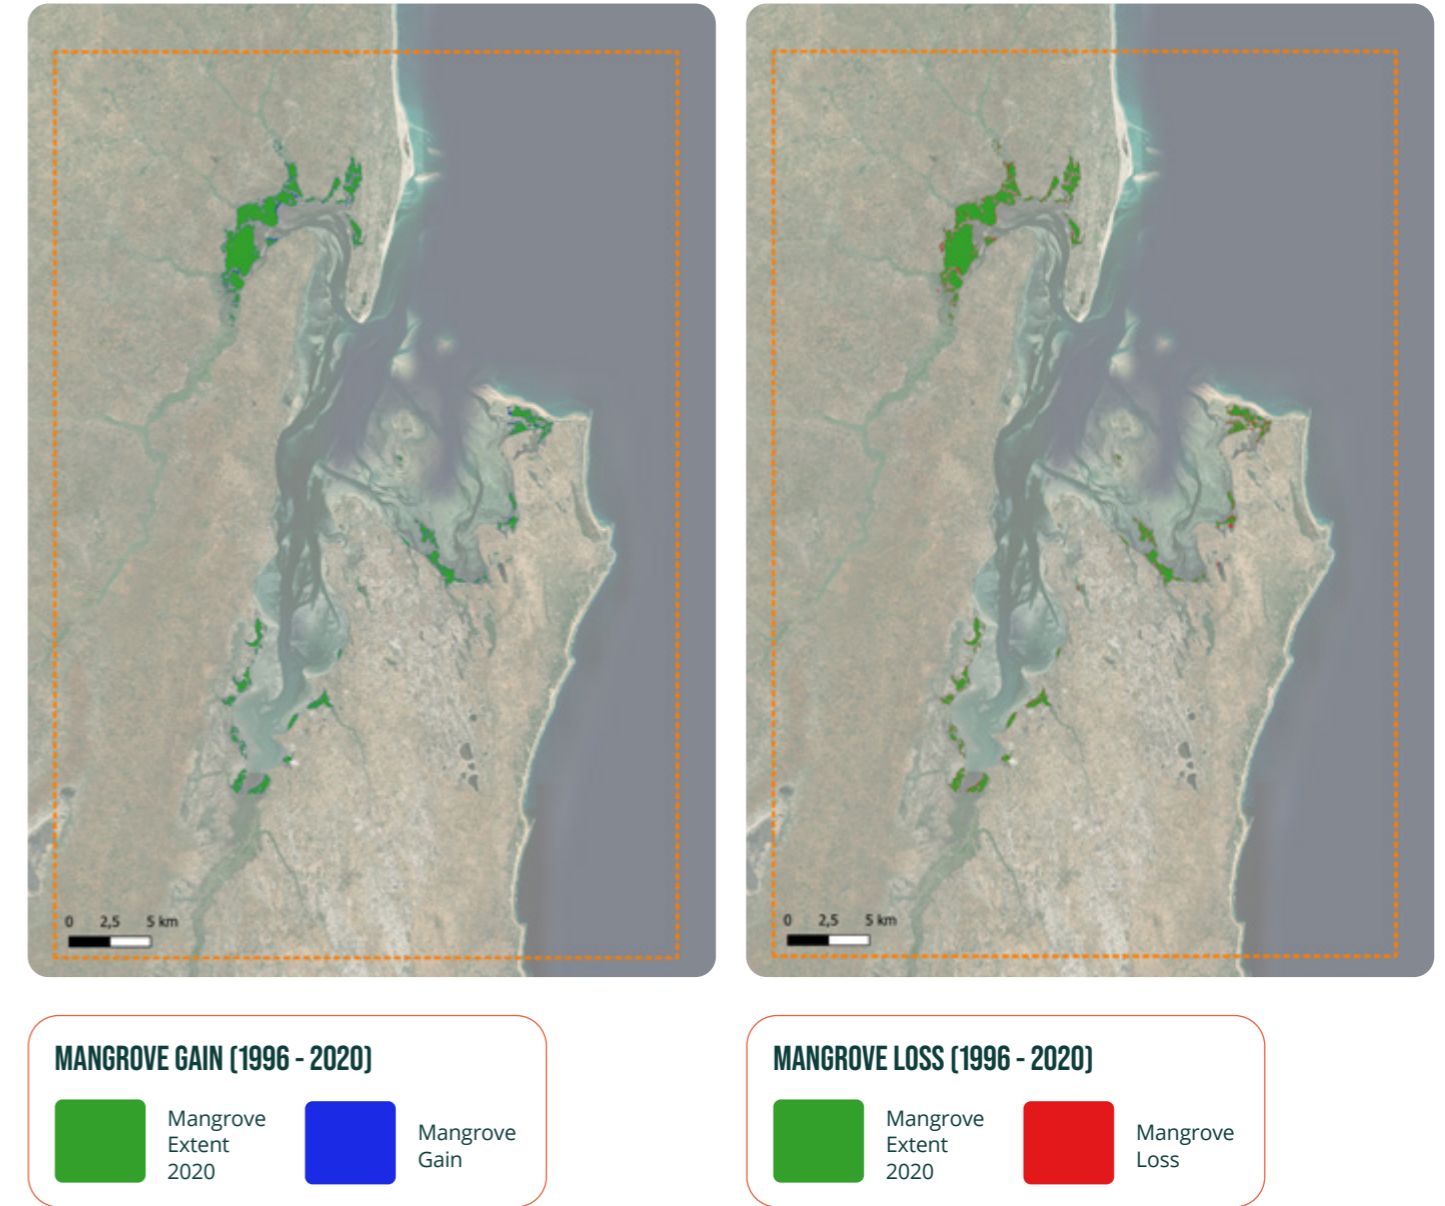 0 2,5 5 km
0 2,5 5 km
MANGROVE GAIN (1996 - 2020)
Mangrove
Extent
2020
Mangrove
Gain
MANGROVE LOSS (1996 - 2020)
Mangrove
Extent
2020
Mangrove
Loss